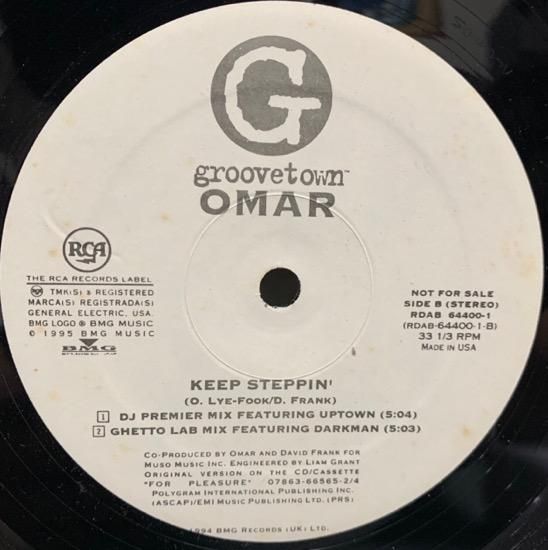 G
groovetown™
OMAR
RCA
THE RCA RECORDS LABEL
TMK(S) ® REGISTERED
MARCA(S) REGISTRADA(S)
GENERAL ELECTRIC, USA.
BMG LOGO ® BMG MUSIC
© 1995 BMG MUSIC
BMG
NOT FOR SALE
SIDE B (STEREO)
RDAB 64400-1
(RDAB-64400-1-B)
33 1/3 RPM
MADE IN USA
KEEP STEPPIN'
(O. LYE-FOOK/D. FRANK)
1 DJ PREMIER MIX FEATURING UPTOWN (5:04)
2 GHETTO LAB MIX FEATURING DARKMAN (5:03)
CO-PRODUCED BY OMAR AND DAVID FRANK FOR
MUSO MUSIC INC. ENGINEERED BY LIAM GRANT
ORIGINAL VERSION ON THE CD/CASSETTE
"FOR PLEASURE" 07863-66565-2/4
POLYGRAM INTERNATIONAL PUBLISHING INC.
(ASCAP)/EMI MUSIC PUBLISHING LTD. (PRS)
1994 BMG RECORDS (UK) LTD.